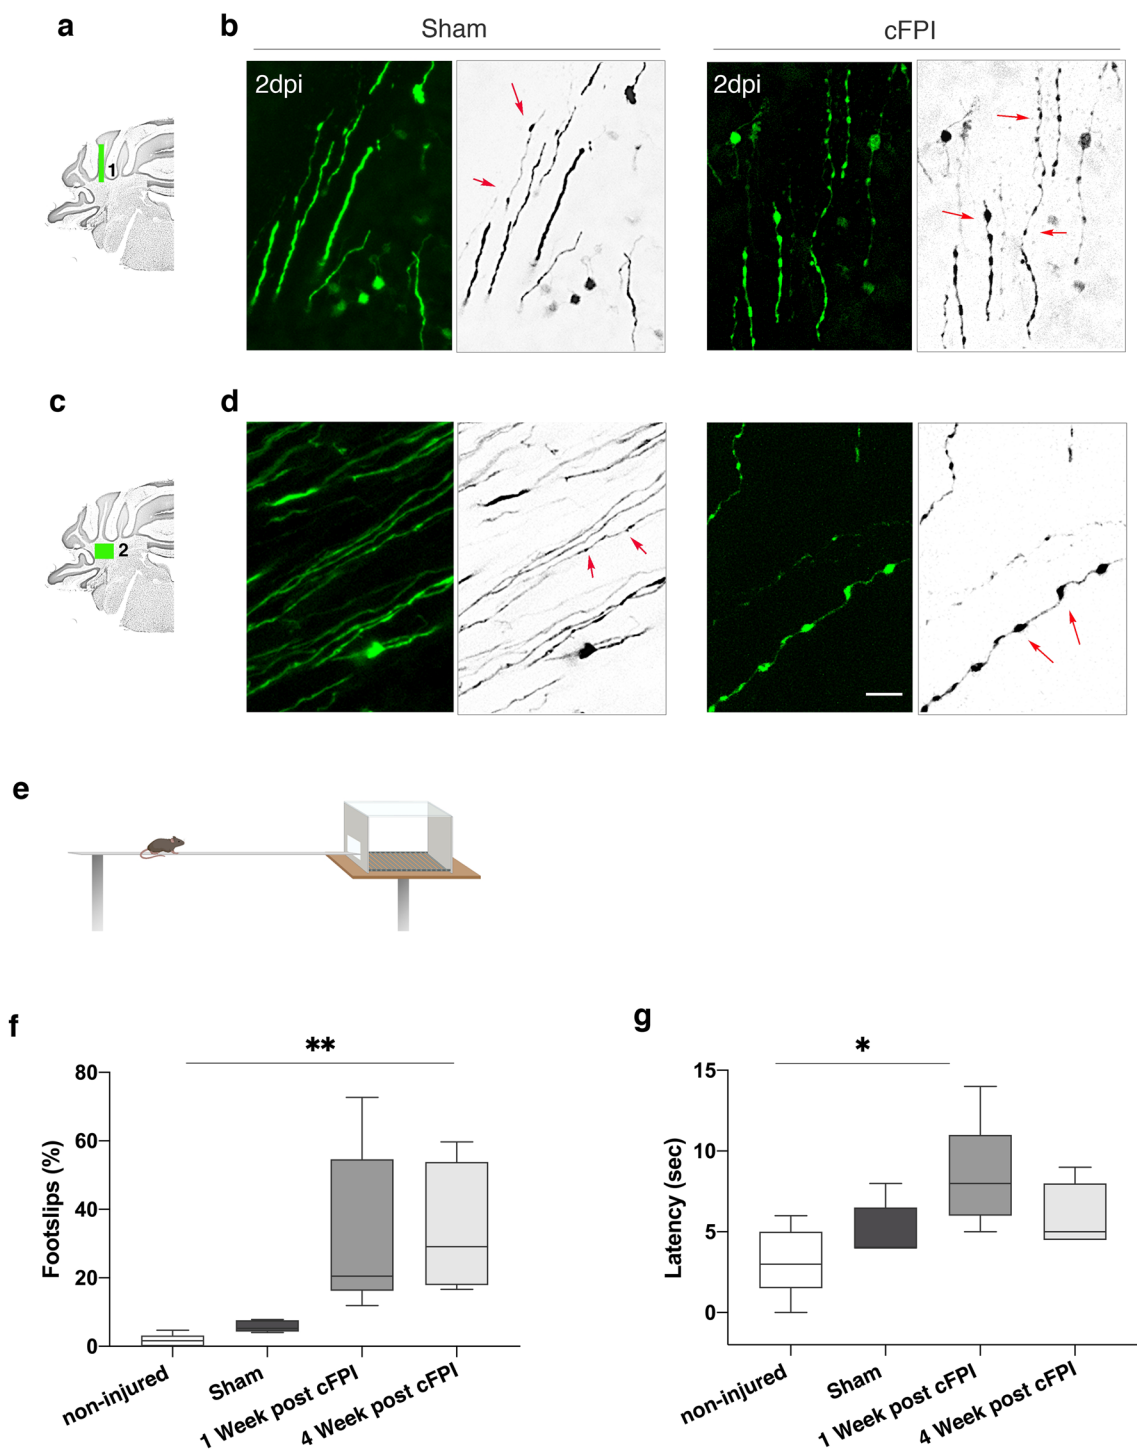 a
b
Sham
cFPI
2dpi
2dpi
1
c
d
2
e
f
**
80
60
40
20
0
Footslips (%)
non-injured
Sham
1 Week post cFPI
4 Week post cFPI
g
*
15
10
5
0
Latency (sec)
non-injured
Sham
1 Week post cFPI
4 Week post cFPI